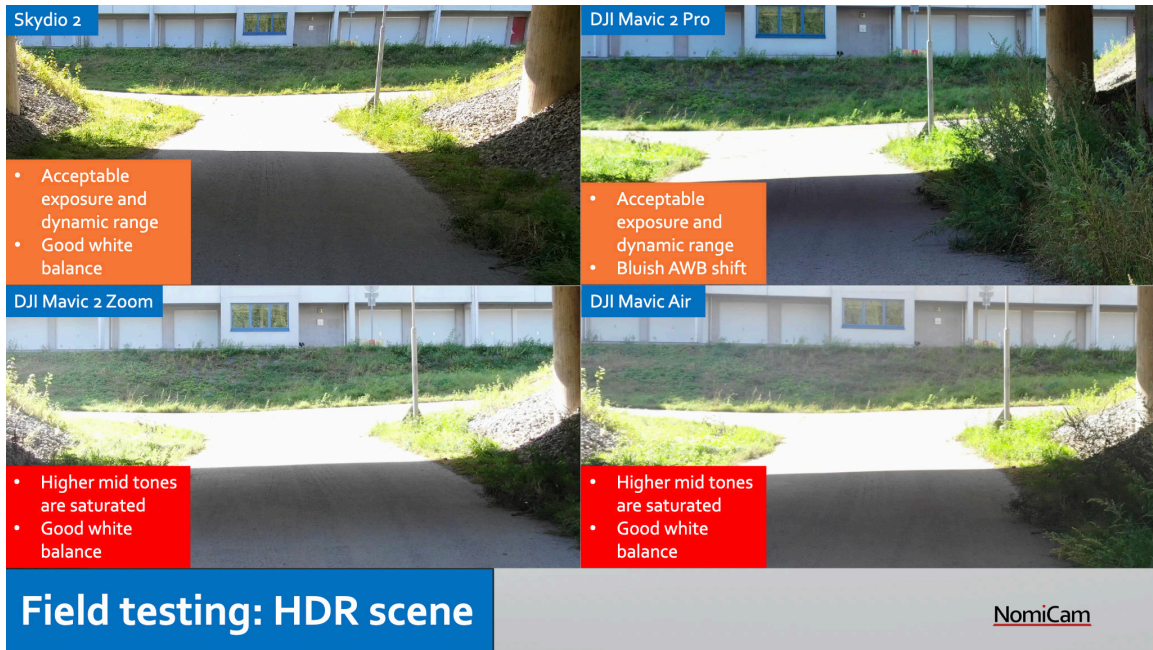 Skydio 2
• Acceptable
exposure and
dynamic range
• Good white
balance
DJI Mavic 2 Pro
• Acceptable
exposure and
dynamic range
• Bluish AWB shift
DJI Mavic 2 Zoom
• Higher mid tones
are saturated
• Good white
balance
DJI Mavic Air
• Higher mid tones
are saturated
• Good white
balance
Field testing: HDR scene
NomiCam